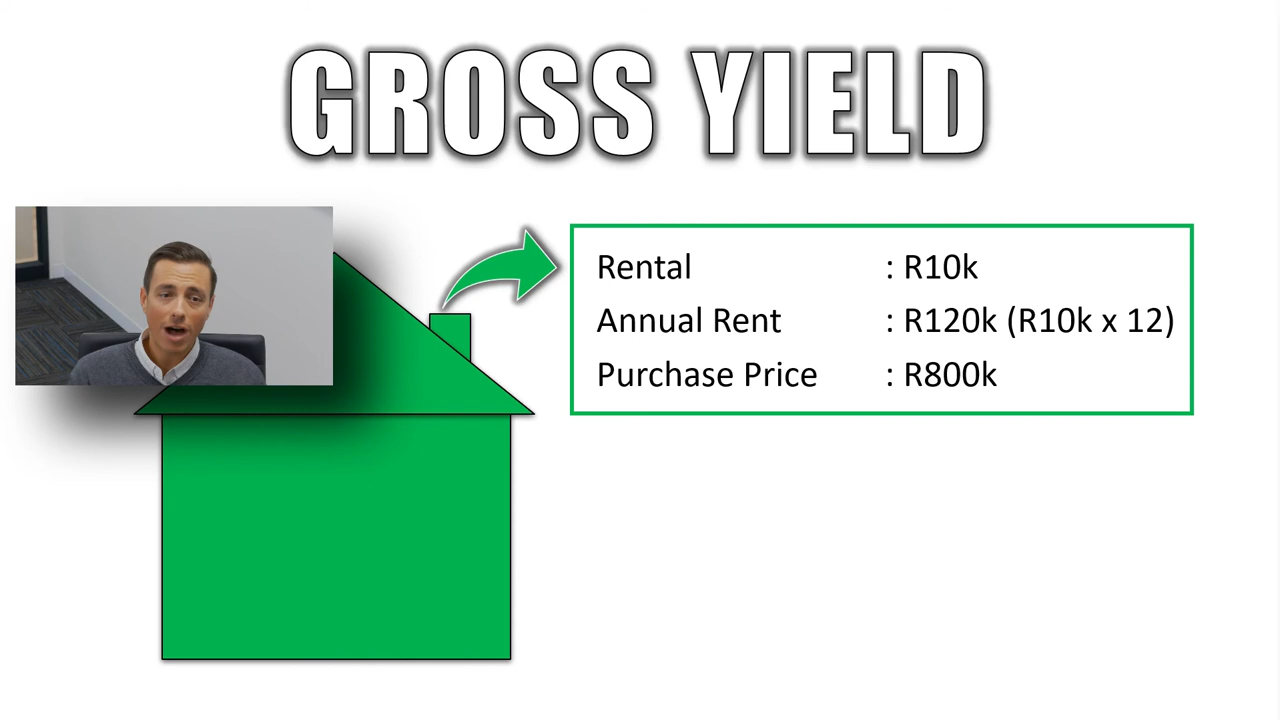 GROSS YIELD
Rental : R10k
Annual Rent : R120k (R10k x 12)
Purchase Price : R800k